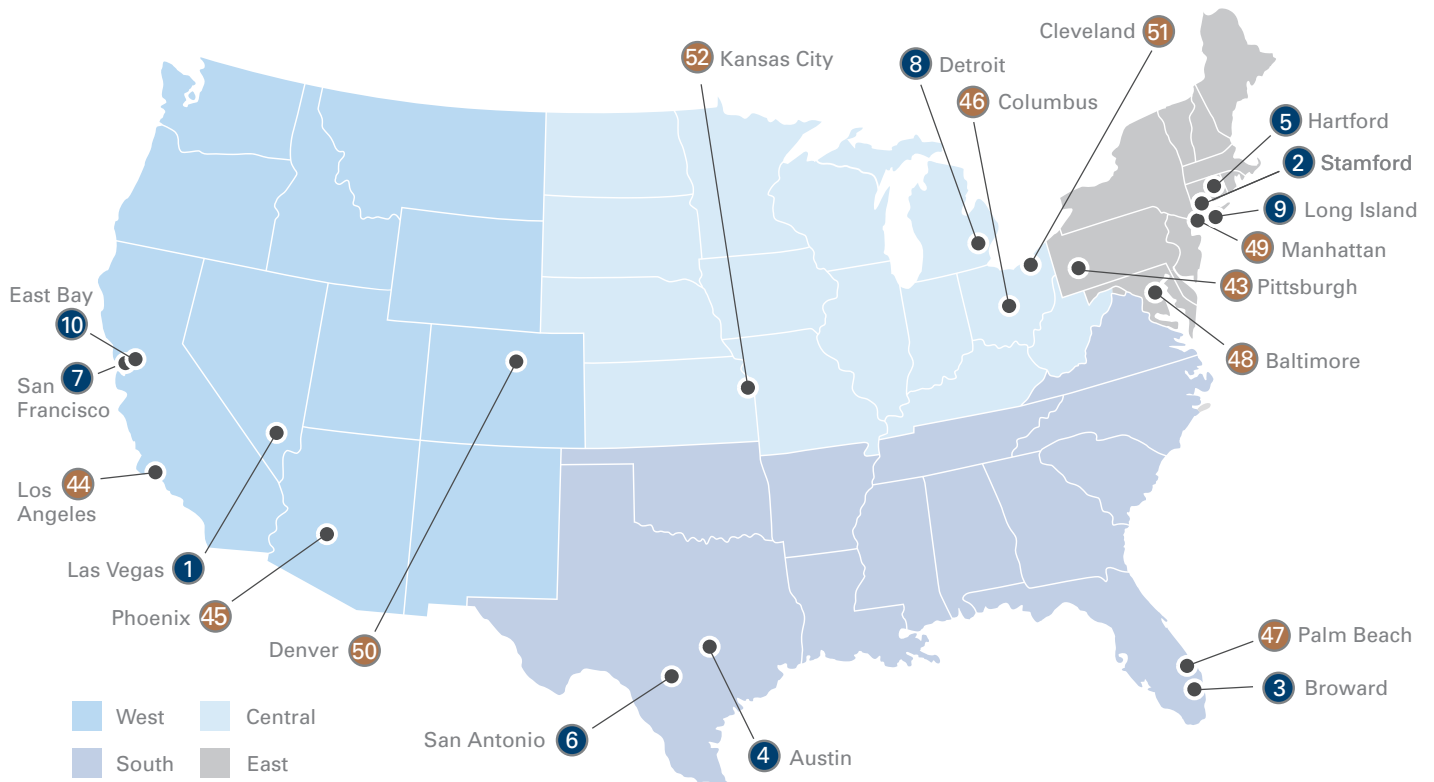 Cleveland 51
52 Kansas City
8 Detroit
46 Columbus
5 Hartford
2 Stamford
9 Long Island
49 Manhattan
43 Pittsburgh
48 Baltimore
East Bay
10
San
Francisco
7
Los
Angeles
44
Las Vegas 1
Phoenix 45
Denver 50
47 Palm Beach
3 Broward
San Antonio 6
4 Austin
West
Central
South
East